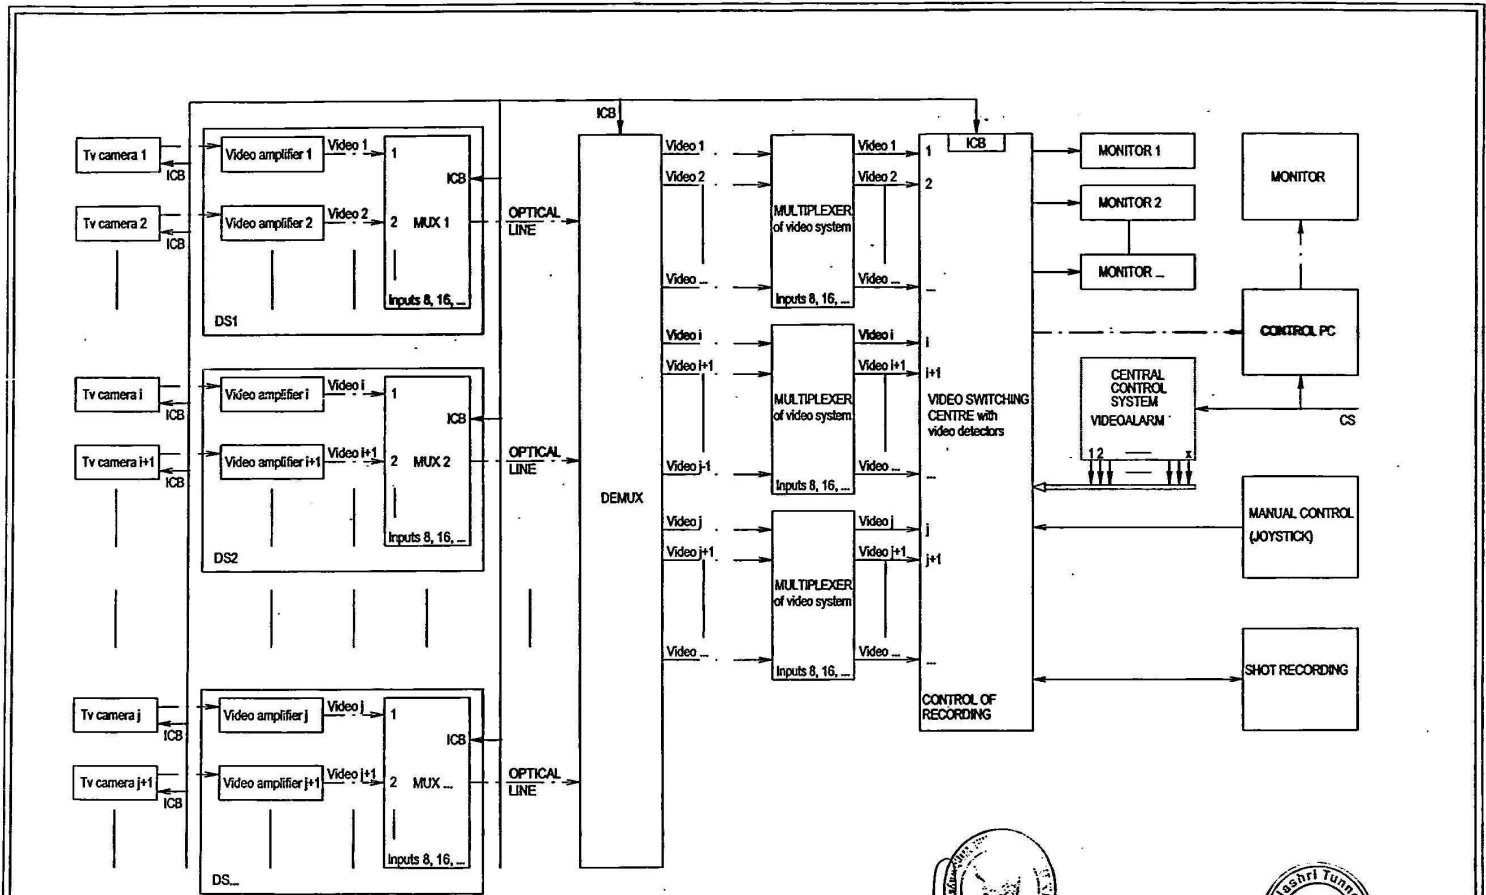 ICB
ICB
Tv camera 1
ICB
Video amplifier 1
Video 1
1
ICB
Tv camera 2
ICB
Video amplifier 2
Video 2
2
MUX 1
OPTICAL
LINE
Inputs 8, 16, ...
DS1
Tv camera i
ICB
Video amplifier i
Video i
1
ICB
Tv camera i+1
ICB
Video amplifier i+1
Video i+1
2
MUX 2
OPTICAL
LINE
Inputs 8, 16, ...
DS2
Tv camera j
ICB
Video amplifier j
Video j
1
ICB
Tv camera j+1
ICB
Video amplifier j+1
Video j+1
2
MUX ...
OPTICAL
LINE
Inputs 8, 16, ...
DS...
DEMUX
Video 1
Video 2
Video ...
Video i
Video i+1
Video j-1
Video j
Video j+1
Video ...
MULTIPLEXER
of video system
Inputs 8, 16, ...
MULTIPLEXER
of video system
Inputs 8, 16, ...
MULTIPLEXER
of video system
Inputs 8, 16, ...
Video 1
Video 2
Video ...
Video i
Video i+1
Video ...
Video j
Video j+1
Video ...
1
2
...
i
i+1
VIDEO SWITCHING
CENTRE with
video detectors
...
j
j+1
...
CONTROL OF
RECORDING
MONITOR 1
MONITOR 2
MONITOR ...
MONITOR
CONTROL PC
CENTRAL
CONTROL
SYSTEM
VIDEOALARM
1 2
x
CS
MANUAL CONTROL
(JOYSTICK)
SHOT RECORDING